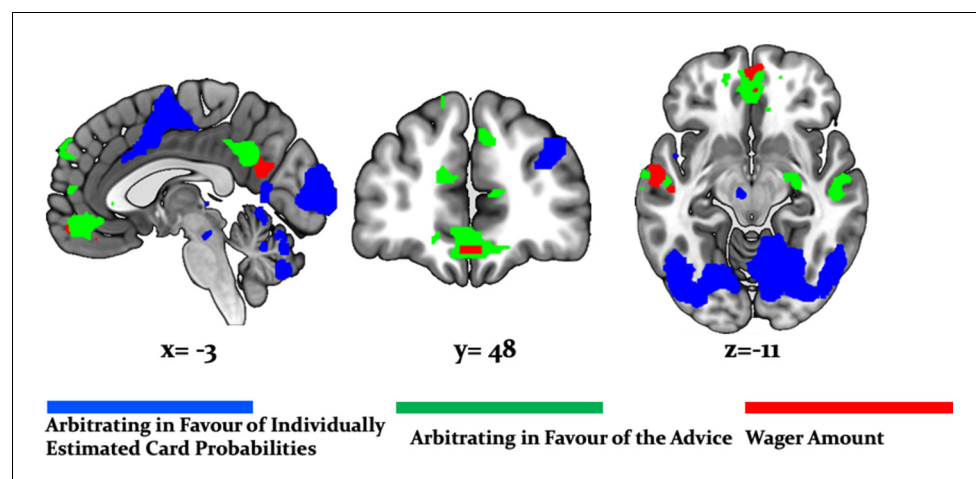 x= -3
y= 48
z=-11
Arbitrating in Favour of Individually
Estimated Card Probabilities
Arbitrating in Favour of the Advice
Wager Amount